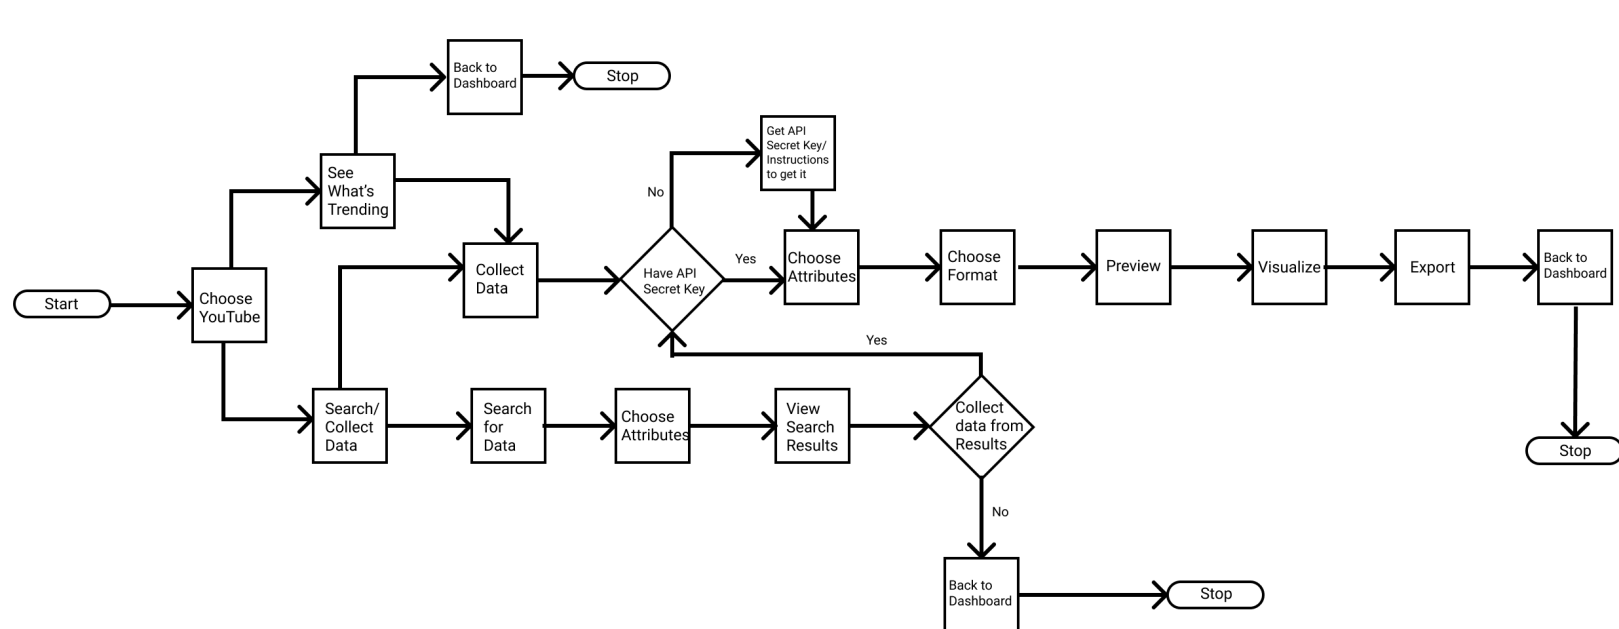 Back to
Dashboard
Stop
Get API
Secret Key/
Instructions
to get it
See
What's
Trending
No
Start
Choose
YouTube
Collect
Data
Have API
Secret Key
Yes
Choose
Attributes
Choose
Format
Preview
Visualize
Export
Back to
Dashboard
Yes
Search/
Collect
Data
Search
for
Data
Choose
Attributes
View
Search
Results
Collect
data from
Results
Stop
No
Back to
Dashboard
Stop